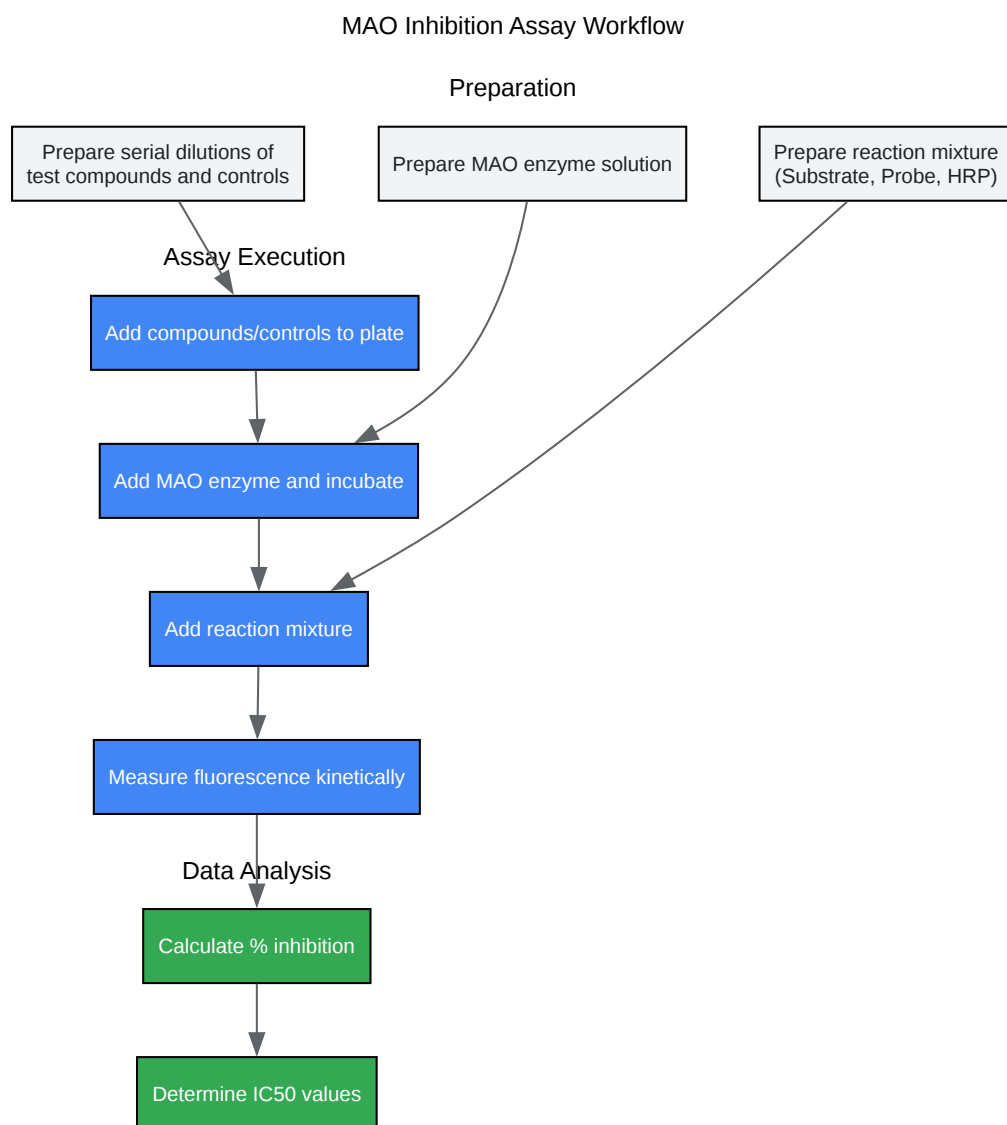 MAO Inhibition Assay Workflow
Preparation
Prepare serial dilutions of
test compounds and controls
Prepare MAO enzyme solution
Prepare reaction mixture
(Substrate, Probe, HRP)
Assay Execution
Add compounds/controls to plate
Add MAO enzyme and incubate
Add reaction mixture
Measure fluorescence kinetically
Data Analysis
Calculate % inhibition
Determine IC50 values